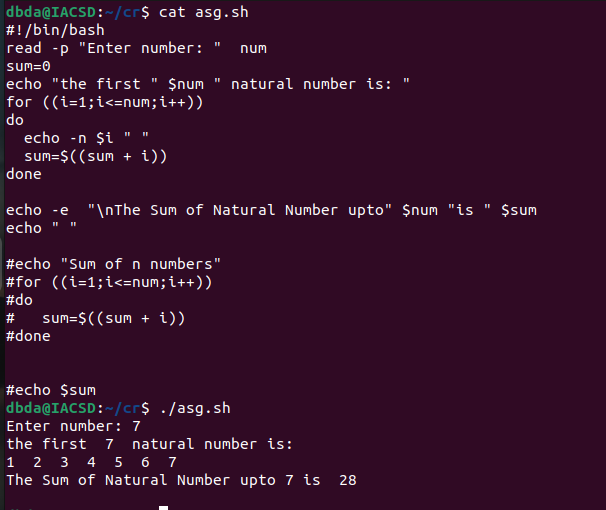 dbda@IACSD:~/cr$ cat asg.sh
#!/bin/bash
read -p "Enter number: "  num
sum=0
echo "the first " $num " natural number is: "
for ((i=1;i<=num;i++))
do
  echo -n $i " "
  sum=$((sum + i))
done

echo -e  "\nThe Sum of Natural Number upto" $num "is " $sum
echo " "

#echo "Sum of n numbers"
#for ((i=1;i<=num;i++))
#do
#   sum=$((sum + i))
#done


#echo $sum
dbda@IACSD:~/cr$ ./asg.sh
Enter number: 7
the first  7  natural number is:
1  2  3  4  5  6  7
The Sum of Natural Number upto 7 is  28